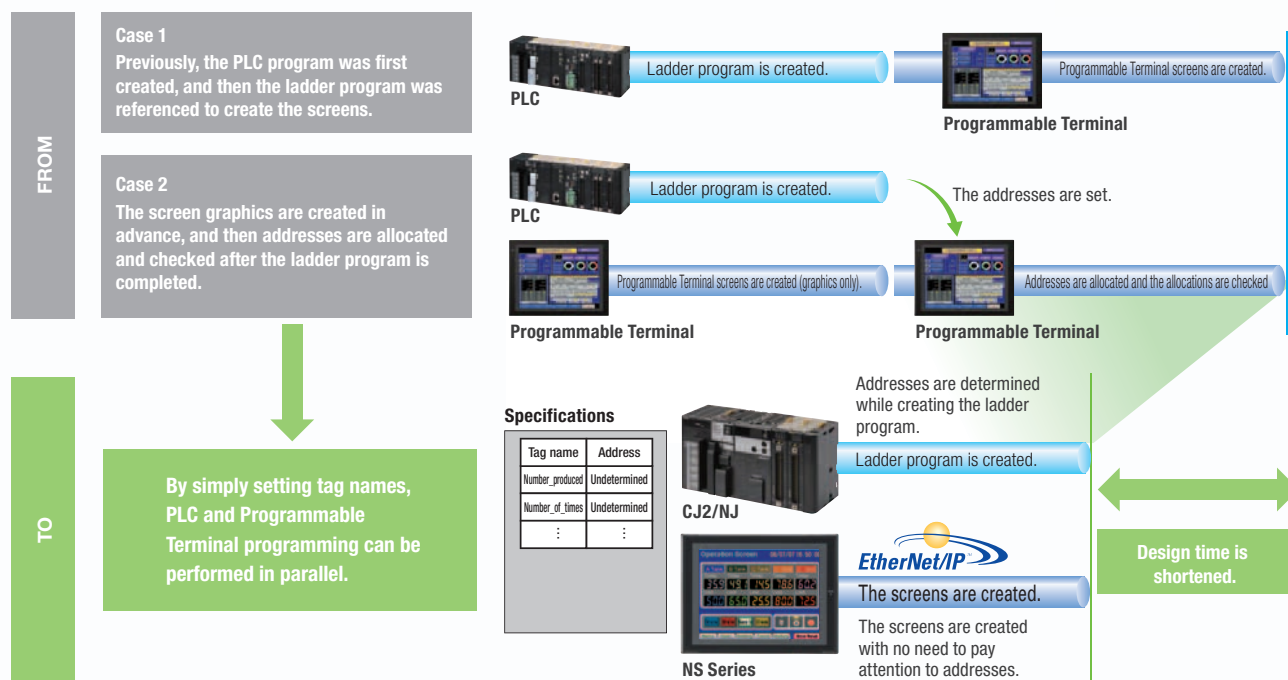 FROM
Case 1
Previously, the PLC program was first
created, and then the ladder program was
referenced to create the screens.
PLC
Ladder program is created.
Programmable Terminal
Programmable Terminal screens are created.
Case 2
The screen graphics are created in
advance, and then addresses are allocated
and checked after the ladder program is
completed.
PLC
Ladder program is created.
The addresses are set.
Programmable Terminal
Programmable Terminal screens are created (graphics only).
Programmable Terminal
Addresses are allocated and the allocations are checked
TO
By simply setting tag names,
PLC and Programmable
Terminal programming can be
performed in parallel.
Specifications
Tag name Address
Number_produced Undetermined
Number_of_times Undetermined
⋮ ⋮
CJ2/NJ
Addresses are determined
while creating the ladder
program.
Ladder program is created.
Operation Screen
NS Series
EtherNet/IP™
The screens are created.
The screens are created
with no need to pay
attention to addresses.
Design time is
shortened.